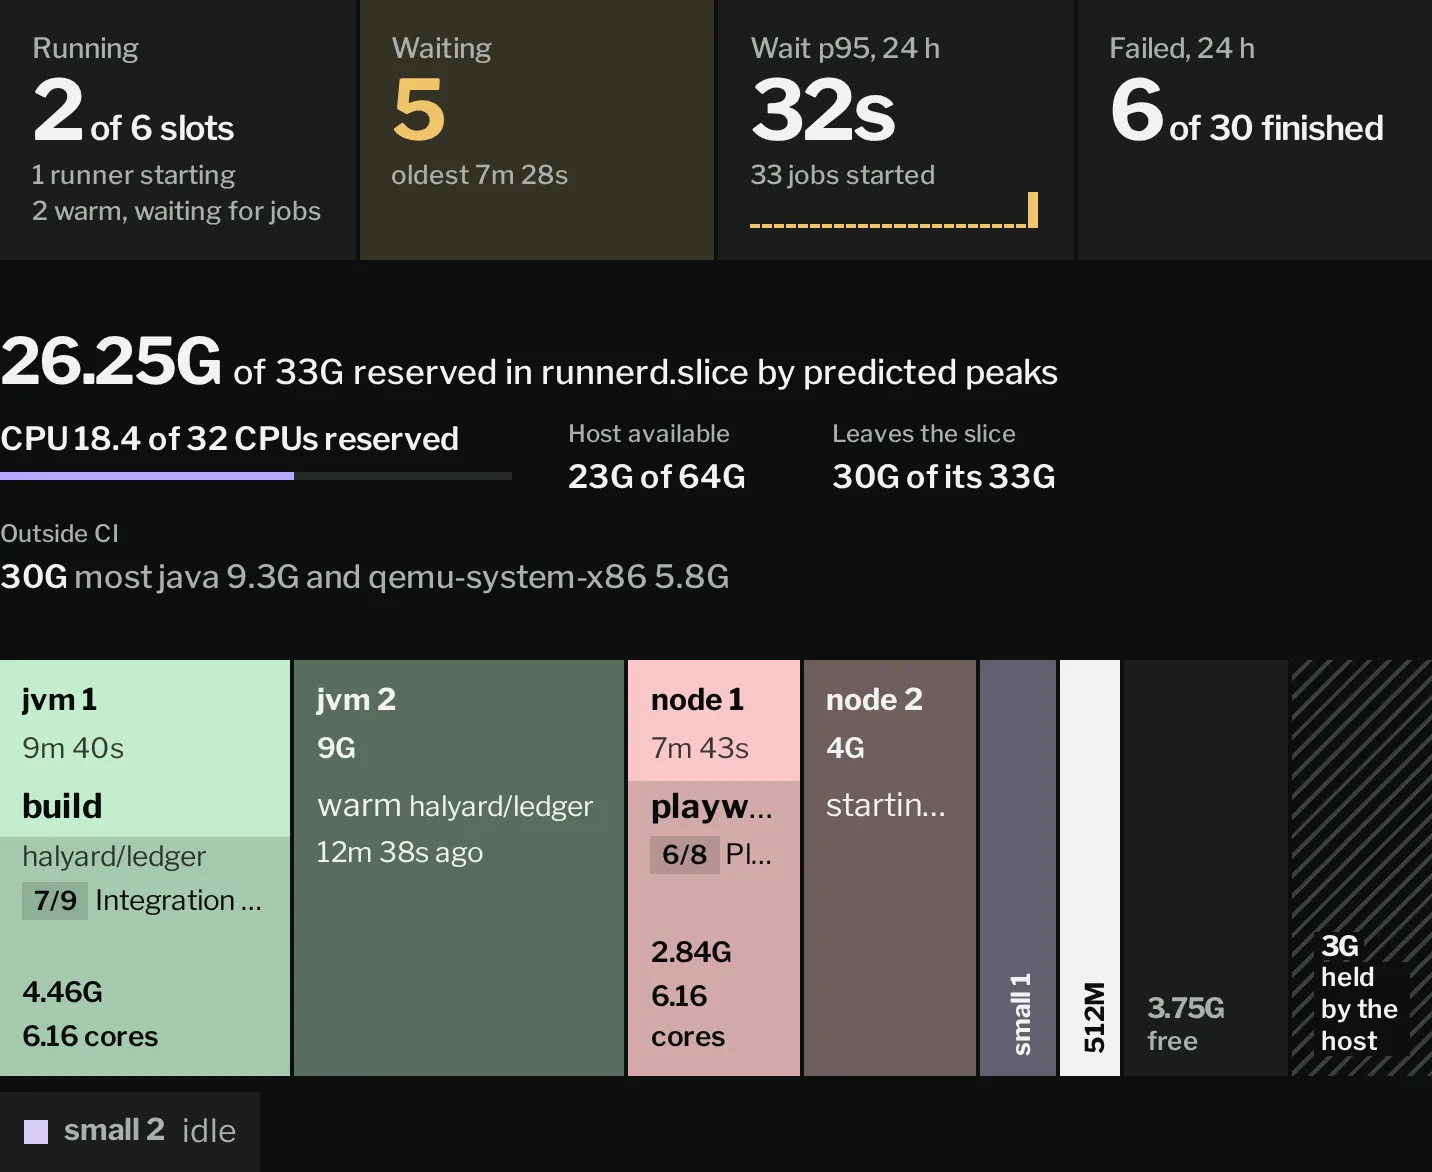 Running
2 of 6 slots
1 runner starting
2 warm, waiting for jobs
Waiting
5
oldest 7m 28s
Wait p95, 24 h
32s
33 jobs started
Failed, 24 h
6 of 30 finished
26.25G of 33G reserved in runnerd.slice by predicted peaks
CPU 18.4 of 32 CPUs reserved
Host available
23G of 64G
Leaves the slice
30G of its 33G
Outside CI
30G most java 9.3G and qemu-system-x86 5.8G
jvm 1
9m 40s
build
halyard/ledger
7/9 Integration ...
4.46G
6.16 cores
jvm 2
9G
warm halyard/ledger
12m 38s ago
node 1
7m 43s
playw...
6/8 Pl...
2.84G
6.16
cores
node 2
4G
startin...
small 1
512M
3.75G
free
3G
held
by the
host
small 2 idle